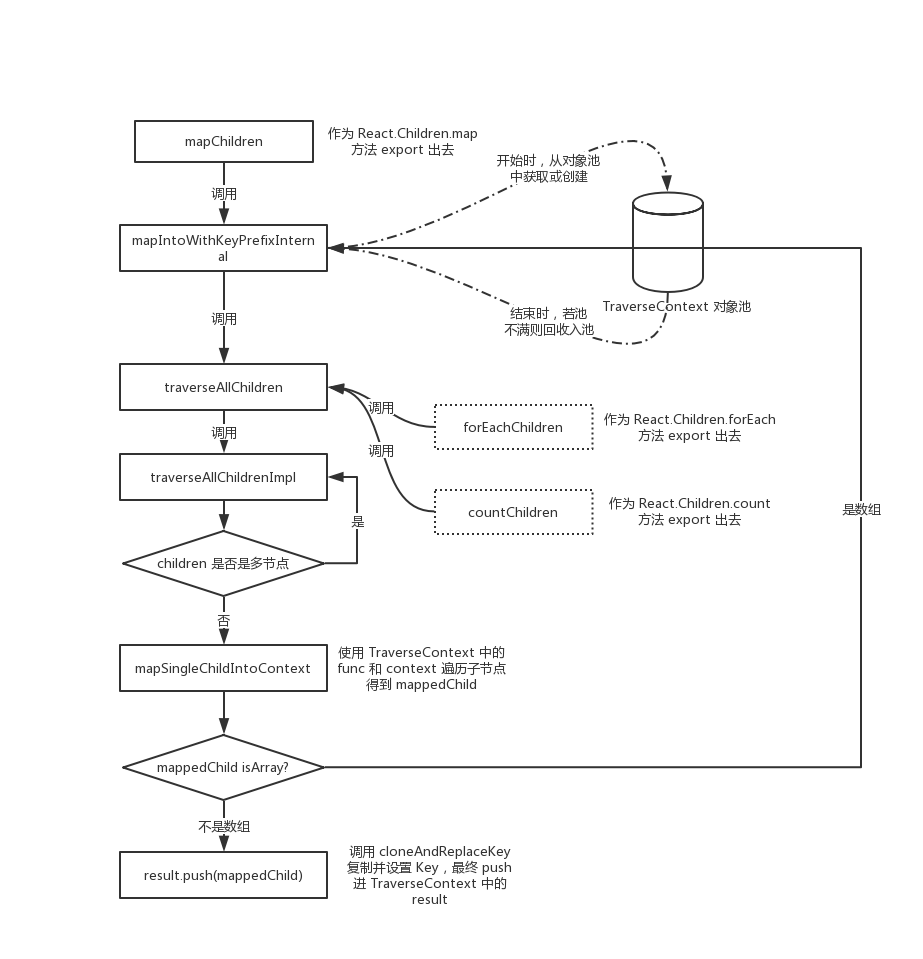 mapChildren
作为 React.Children.map
方法 export 出去
调用
开始时，从对象池
中获取或创建
mapIntoWithKeyPrefixIntern
al
TraverseContext 对象池
结束时，若池
不满则回收入池
调用
traverseAllChildren
调用
forEachChildren
作为 React.Children.forEach
方法 export 出去
调用
调用
traverseAllChildrenImpl
countChildren
作为 React.Children.count
方法 export 出去
是数组
是
children 是否是多节点
否
mapSingleChildIntoContext
使用 TraverseContext 中的
func 和 context 遍历子节点
得到 mappedChild
mappedChild isArray?
不是数组
result.push(mappedChild)
调用 cloneAndReplaceKey
复制并设置 Key，最终 push
进 TraverseContext 中的
result